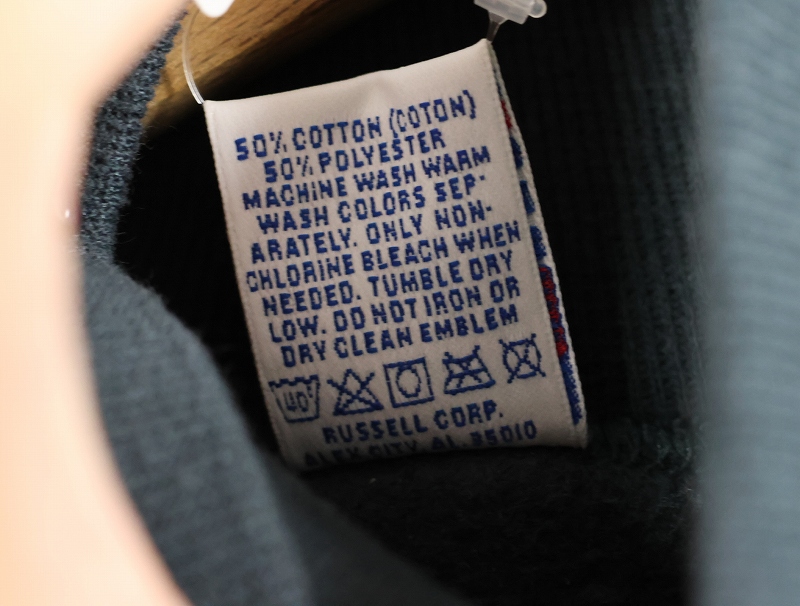 50% COTTON (COTON)
50% POLYESTER
MACHINE WASH WARM
WASH COLORS SEP-
ARATELY. ONLY NON-
CHLORINE BLEACH WHEN
NEEDED. TUMBLE DRY
LOW. DO NOT IRON OR
DRY CLEAN EMBLEM
40°
RUSSELL CORP.
ALEX CITY, AL 35010